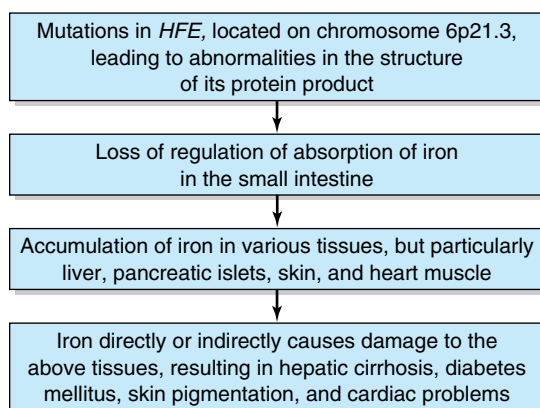 Mutations in HFE, located on chromosome 6p21.3,
leading to abnormalities in the structure
of its protein product
Loss of regulation of absorption of iron
in the small intestine
Accumulation of iron in various tissues, but particularly
liver, pancreatic islets, skin, and heart muscle
Iron directly or indirectly causes damage to the
above tissues, resulting in hepatic cirrhosis, diabetes
mellitus, skin pigmentation, and cardiac problems